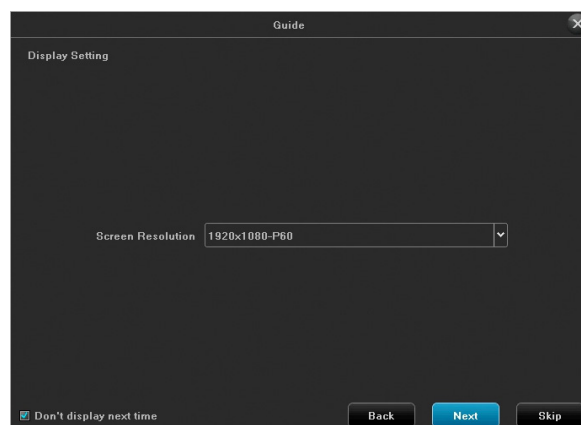 Guide
Display Setting
Screen Resolution 1920x1080-P60
Don't display next time Back Next Skip